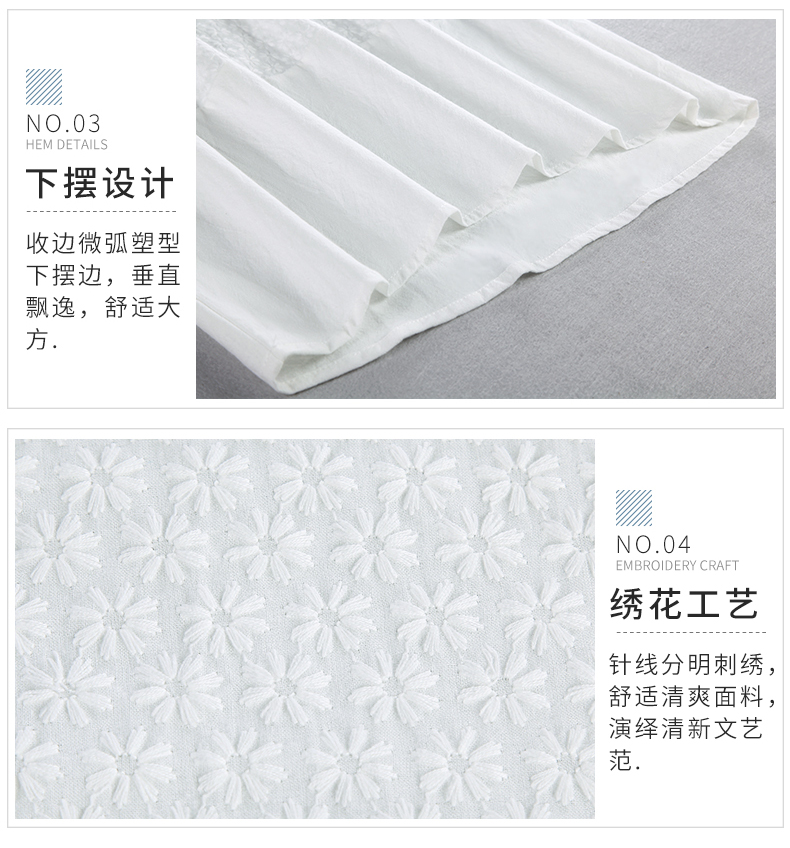 NO.03
HEM DETAILS
下摆设计
收边微弧塑型
下摆边，垂直
飘逸，舒适大
方.
NO.04
EMBROIDERY CRAFT
绣花工艺
针线分明刺绣，
舒适清爽面料，
演绎清新文艺
范.